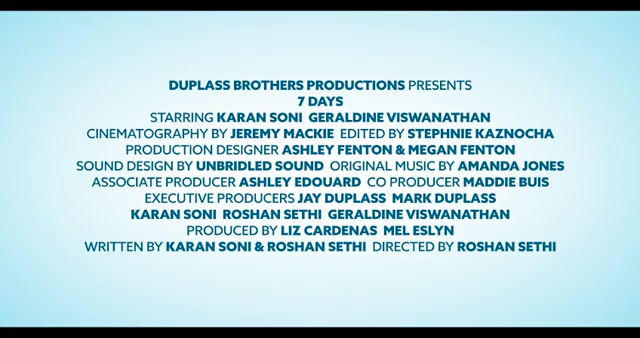 DUPLASS BROTHERS PRODUCTIONS PRESENTS
7 DAYS
STARRING KARAN SONI GERALDINE VISWANATHAN
CINEMATOGRAPHY BY JEREMY MACKIE EDITED BY STEPHNIE KAZNOCHA
PRODUCTION DESIGNER ASHLEY FENTON & MEGAN FENTON
SOUND DESIGN BY UNBRIDLED SOUND ORIGINAL MUSIC BY AMANDA JONES
ASSOCIATE PRODUCER ASHLEY EDOUARD CO PRODUCER MADDIE BUIS
EXECUTIVE PRODUCERS JAY DUPLASS MARK DUPLASS
KARAN SONI ROSHAN SETHI GERALDINE VISWANATHAN
PRODUCED BY LIZ CARDENAS MEL ESLYN
WRITTEN BY KARAN SONI & ROSHAN SETHI DIRECTED BY ROSHAN SETHI